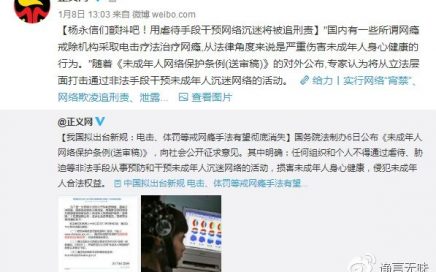 正义网
1月8日 13:03 来自 微博 weibo.com
【杨永信们颤抖吧！用虐待手段干预网络沉迷将被追刑责】"国内有一些所谓网瘾
戒除机构采取电击疗法治疗网瘾,从法律角度来说是严重伤害未成年人身心健康的
行为。"随着《未成年人网络保护条例(送审稿)》的对外公布,专家认为将从立法层
面打击通过非法手段干预未成年人沉迷网络的活动。 给力！实行网络"宵禁"、
网络欺凌追刑责、泄露... 查看图片
@正义网
【我国拟出台新规：电击、体罚等戒网瘾手法有望彻底消失】国务院法制办6日公布《未成年人
网络保护条例(送审稿)》，向社会公开征求意见。其中明确：任何组织和个人不得通过虐待、胁
迫等非法手段从事预防和干预未成年人沉迷网络的活动，损害未成年人身心健康，侵犯未成年
人合法权益。 中国拟出台新规 电击、体罚等戒网瘾手法有望...